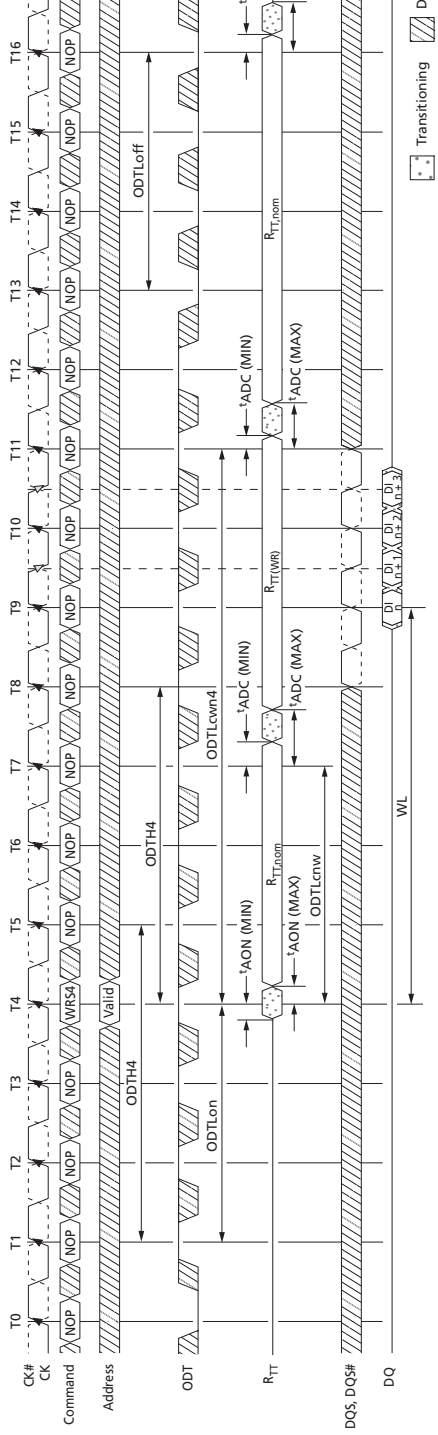 T0 T1 T2 T3 T4 T5 T6 T7 T8 T9 T10 T11 T12 T13 T14 T15 T16
CK#
CK
Command NOP NOP NOP NOP WRS4 NOP NOP NOP NOP NOP NOP NOP NOP NOP NOP NOP NOP
Address Valid
ODTH4 ODTH4 ODTLoff
ODT
ODTLon ODTLcwn4
tAON (MIN) tADC (MIN) tADC (MIN) t
RTT RTT,nom RTT(WR) RTT,nom
tAON (MAX) tADC (MAX) tADC (MAX)
ODTLcnw
DQS, DQS#
DQ DI n DI n + 1 DI n + 2 DI n + 3
WL
Transitioning D